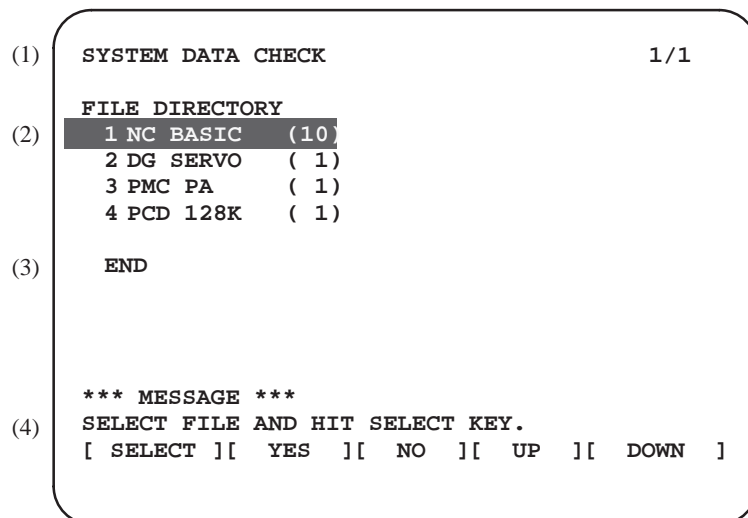 (1) SYSTEM DATA CHECK 1/1
FILE DIRECTORY
(2) 1 NC BASIC (10)
2 DG SERVO ( 1)
3 PMC PA ( 1)
4 PCD 128K ( 1)
(3) END
*** MESSAGE ***
(4) SELECT FILE AND HIT SELECT KEY.
[ SELECT ][ YES ][ NO ][ UP ][ DOWN ]